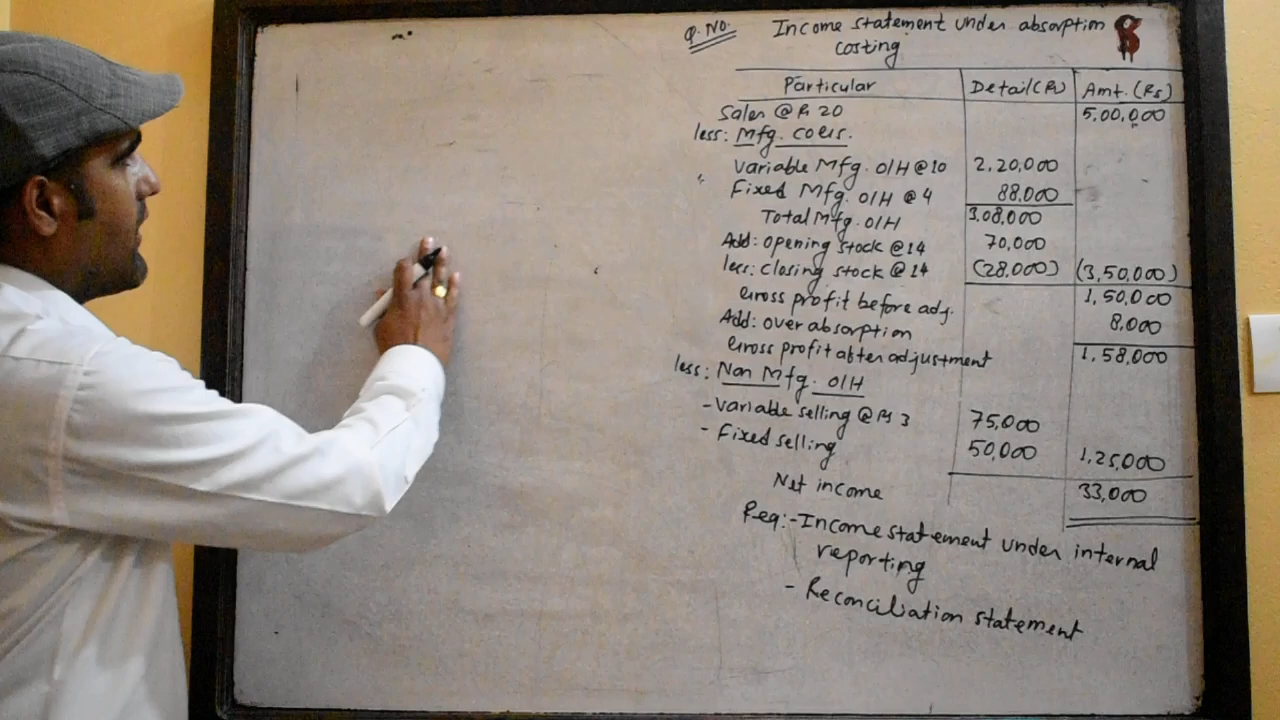 Q.NO. Income statement under absorption
costing
Particular Detail(Rs) Amt.(Rs)
Sales @ Rs 20 5,00,000
less: Mfg. costs.
Variable Mfg. O/H @ 10 2,20,000
Fixed Mfg. O/H @ 4 88,000
Total Mfg. O/H 3,08,000
Add: opening stock @ 14 70,000
less: closing stock @ 14 (28,000) (3,50,000)
Gross profit before adj. 1,50,000
Add: over absorption 8,000
Gross profit after adjustment 1,58,000
less: Non Mfg. O/H
- Variable selling @ Rs 3 75,000
- Fixed selling 50,000 1,25,000
Net income 33,000
Req:- Income statement under internal
reporting
- Reconciliation statement